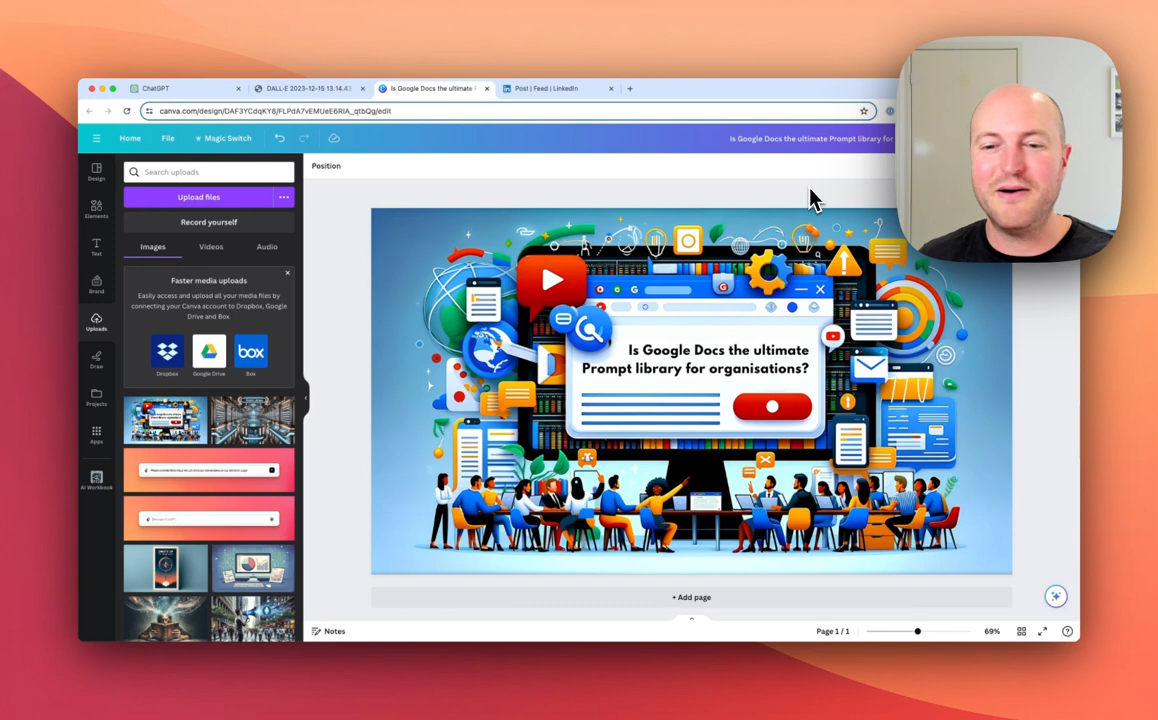 ChatGPT
DALL-E 2023-12-15 13.14.4
Is Google Docs the ultimate
Post | Feed | LinkedIn
canva.com/design/DAF3YCdqKY8/FLPdA7vEMUeE6RIA_qtbQg/edit
Home
File
Magic Switch
Is Google Docs the ultimate Prompt library for
Design
Elements
Text
Brand
Uploads
Draw
Projects
Apps
AI Workbook
Search uploads
Upload files
Record yourself
Images
Videos
Audio
Faster media uploads
Easily access and upload all your media files by
connecting your Canva account to Dropbox, Google
Drive and Box.
box
Dropbox
Google Drive
Box
Position
Is Google Docs the ultimate
Prompt library for organisations?
+ Add page
Notes
Page 1 / 1
69%